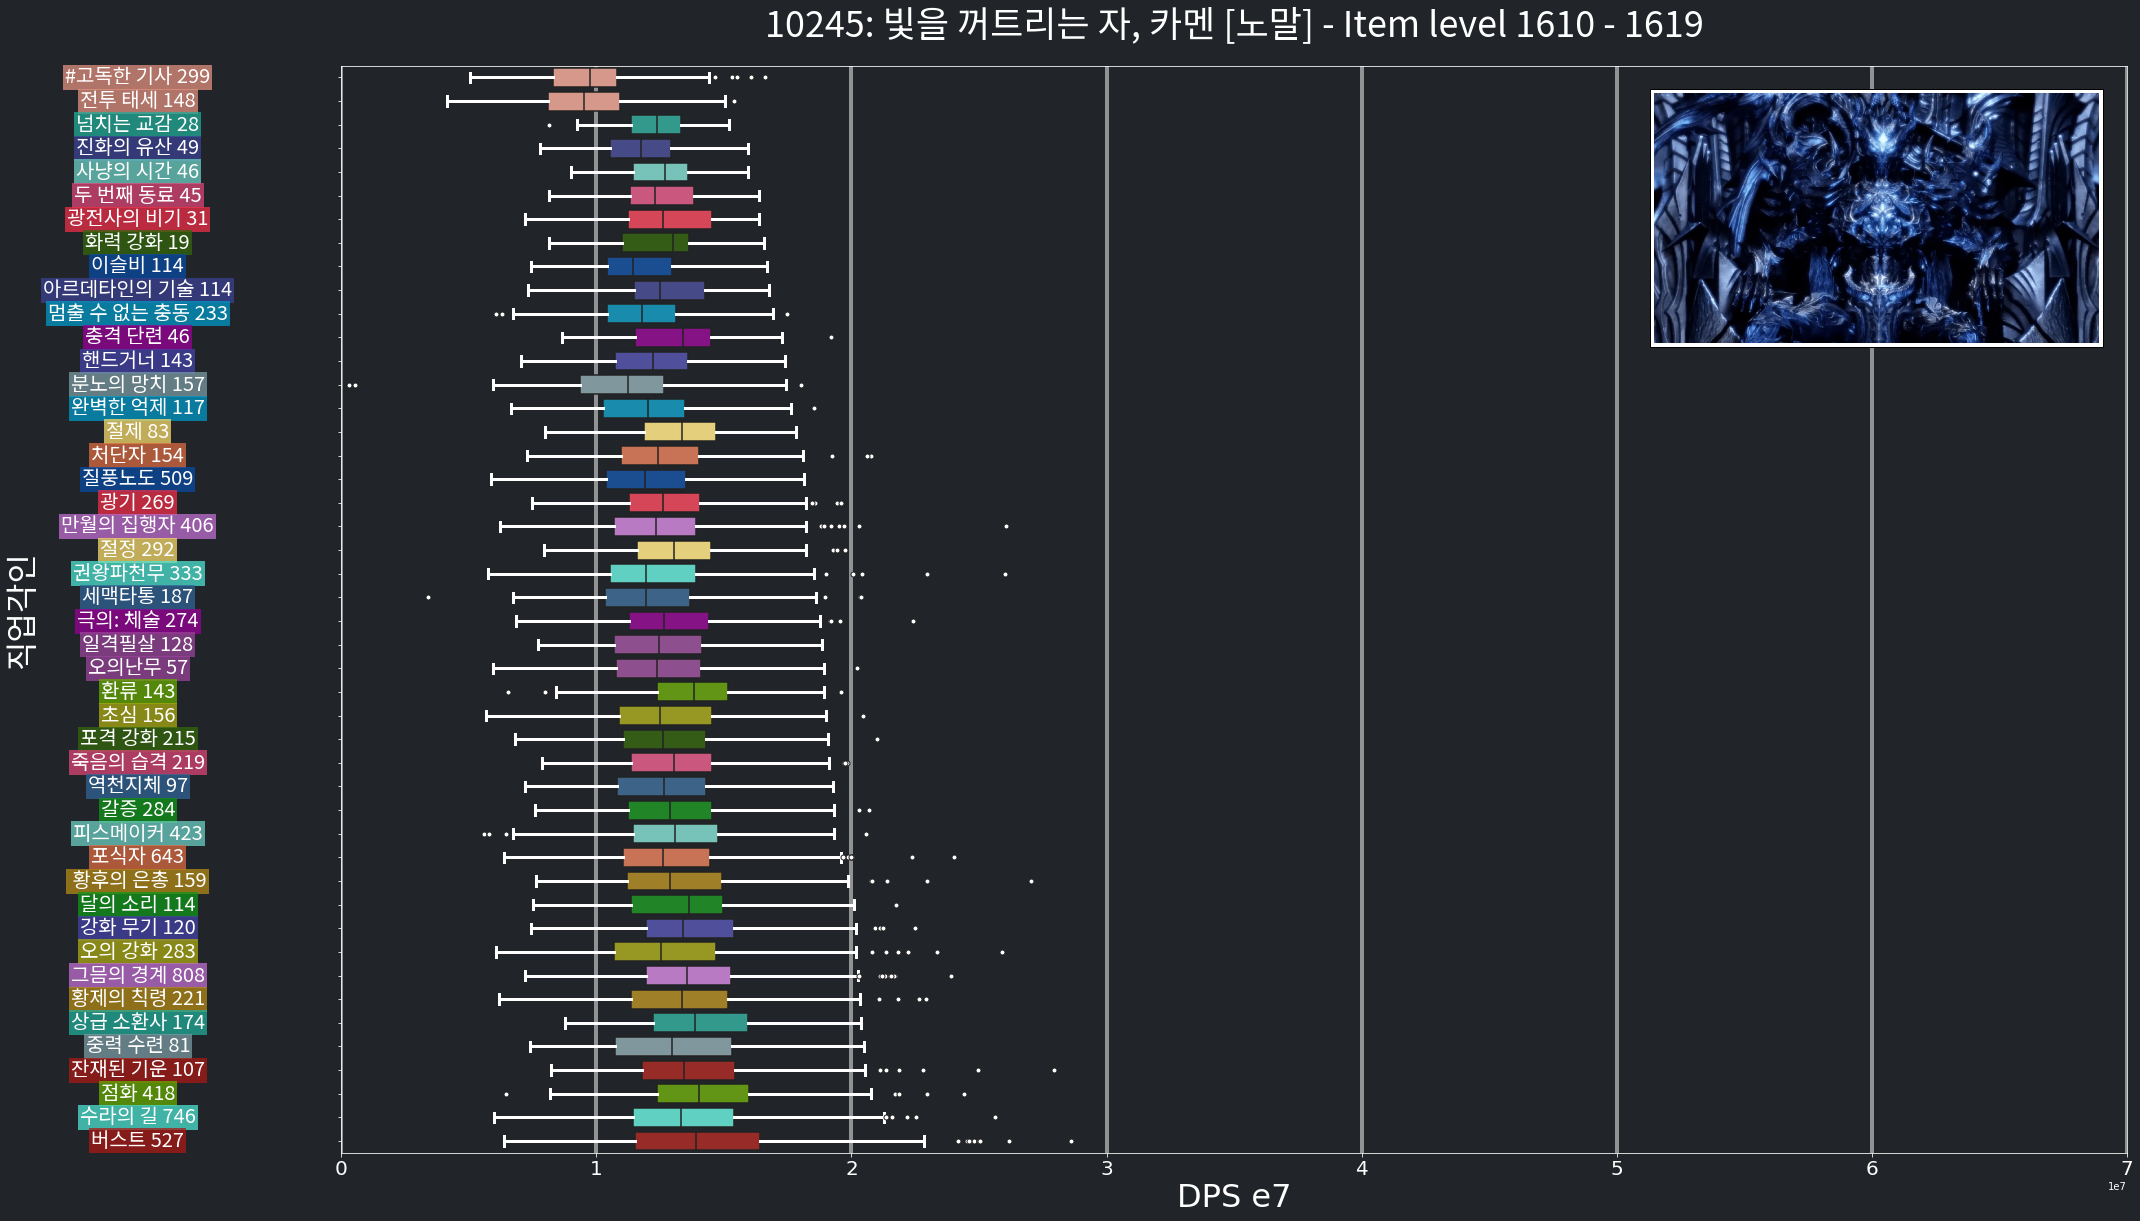 10245: 빛을 꺼트리는 자, 카멘 [노말] - Item level 1610 - 1619
#고독한 기사 299
전투 태세 148
넘치는 교감 28
진화의 유산 49
사냥의 시간 46
두 번째 동료 45
광전사의 비기 31
화력 강화 19
이슬비 114
아르데타인의 기술 114
멈출 수 없는 충동 233
충격 단련 46
핸드거너 143
분노의 망치 157
완벽한 억제 117
절제 83
처단자 154
질풍노도 509
광기 269
만월의 집행자 406
절정 292
권왕파천무 333
세맥타통 187
극의: 체술 274
일격필살 128
오의난무 57
환류 143
초심 156
포격 강화 215
죽음의 습격 219
역천지체 97
갈증 284
피스메이커 423
포식자 643
황후의 은총 159
달의 소리 114
강화 무기 120
오의 강화 283
그믐의 경계 808
황제의 칙령 221
상급 소환사 174
중력 수련 81
잔재된 기운 107
점화 418
수라의 길 746
버스트 527
직업각인
0 1 2 3 4 5 6 7
1e7
DPS e7